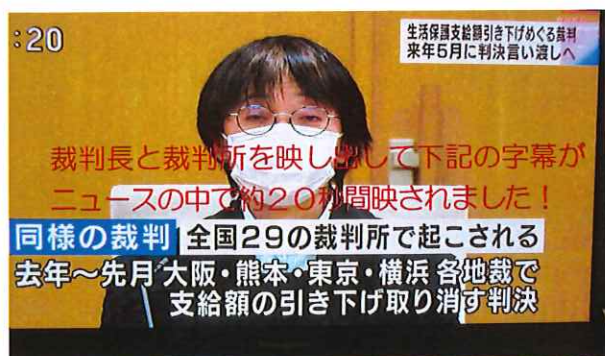 :20
生活保護支給額引き下げめぐる裁判
来年5月に判決言い渡しへ
裁判長と裁判所を映し出して下記の字幕が
ニュースの中で約20秒間映されました!
同様の裁判 全国29の裁判所で起こされる
去年～先月 大阪・熊本・東京・横浜 各地裁で
支給額の引き下げ取り消す判決